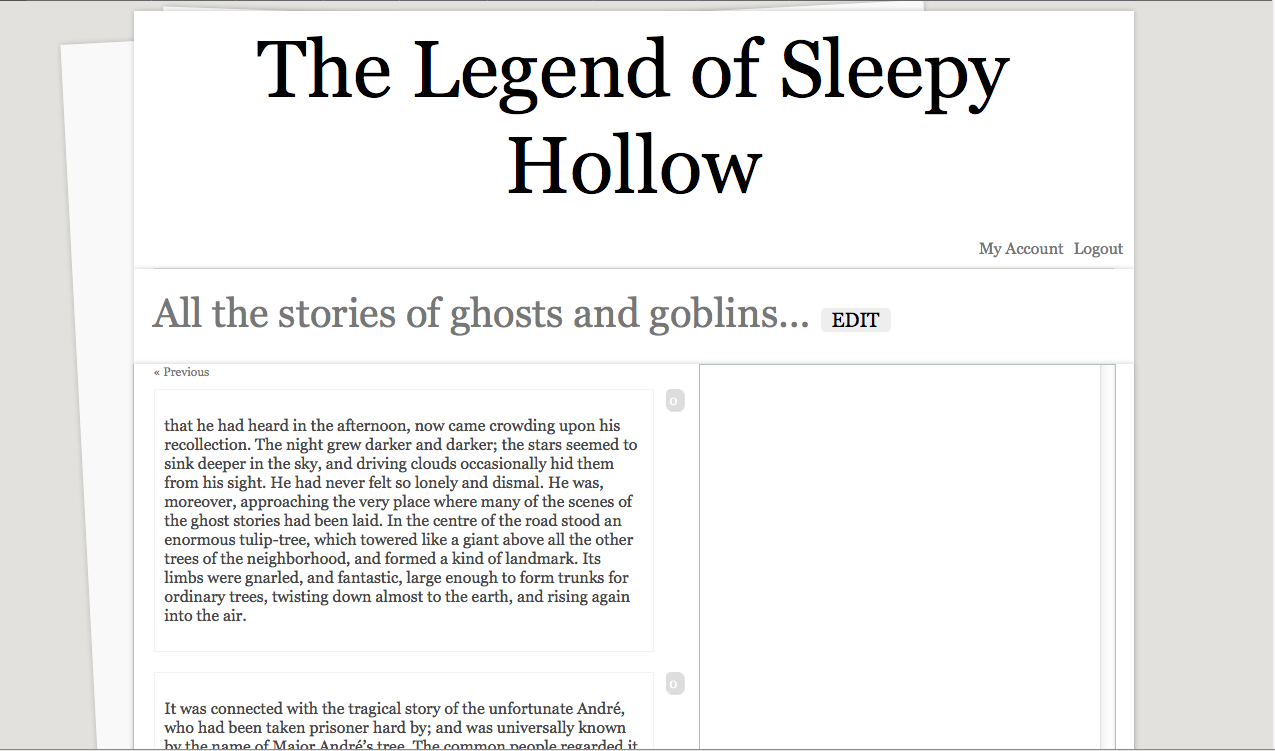 The Legend of Sleepy
Hollow
My Account Logout
All the stories of ghosts and goblins... EDIT
« Previous
0
that he had heard in the afternoon, now came crowding upon his
recollection. The night grew darker and darker; the stars seemed to
sink deeper in the sky, and driving clouds occasionally hid them
from his sight. He had never felt so lonely and dismal. He was,
moreover, approaching the very place where many of the scenes of
the ghost stories had been laid. In the centre of the road stood an
enormous tulip-tree, which towered like a giant above all the other
trees of the neighborhood, and formed a kind of landmark. Its
limbs were gnarled, and fantastic, large enough to form trunks for
ordinary trees, twisting down almost to the earth, and rising again
into the air.
0
It was connected with the tragical story of the unfortunate André,
who had been taken prisoner hard by; and was universally known
by the name of Major André's tree. The common people regarded it